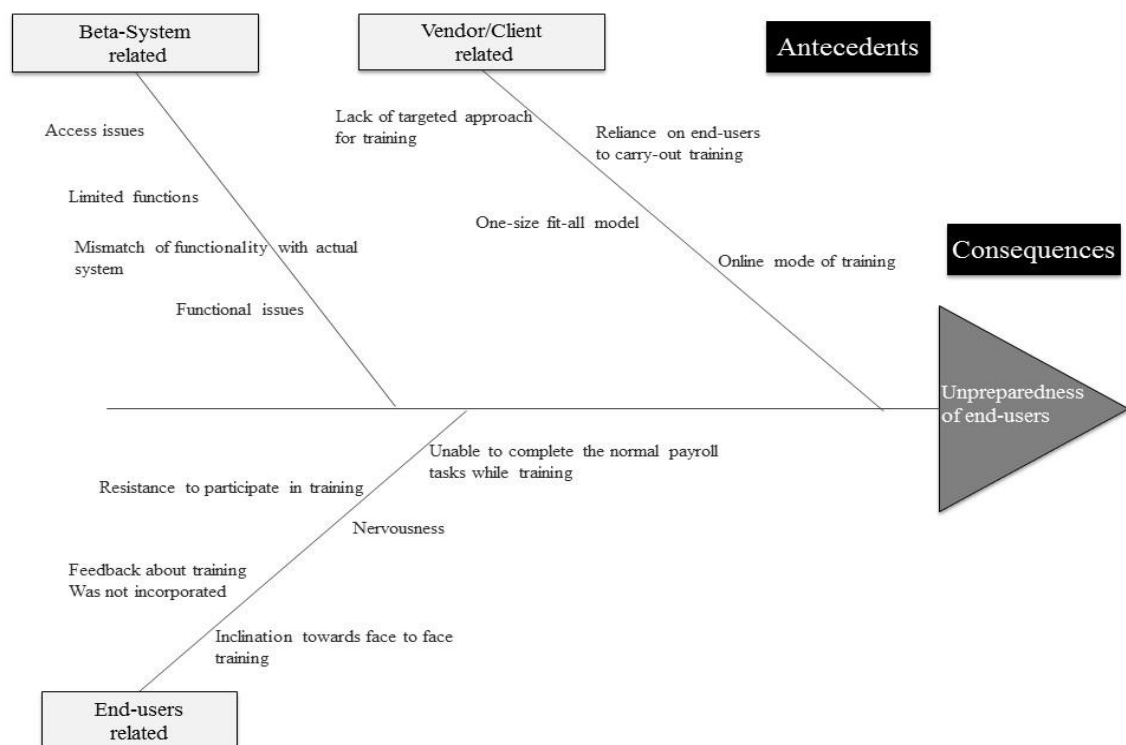 Beta-System
related
Vendor/Client
related
Antecedents
Access issues
Lack of targeted approach
for training
Reliance on end-users
to carry-out training
Limited functions
One-size fit-all model
Mismatch of functionality with actual
system
Online mode of training
Consequences
Functional issues
Unpreparedness
of end-users
Unable to complete the normal payroll
tasks while training
Resistance to participate in training
Nervousness
Feedback about training
Was not incorporated
Inclination towards face to face
training
End-users
related